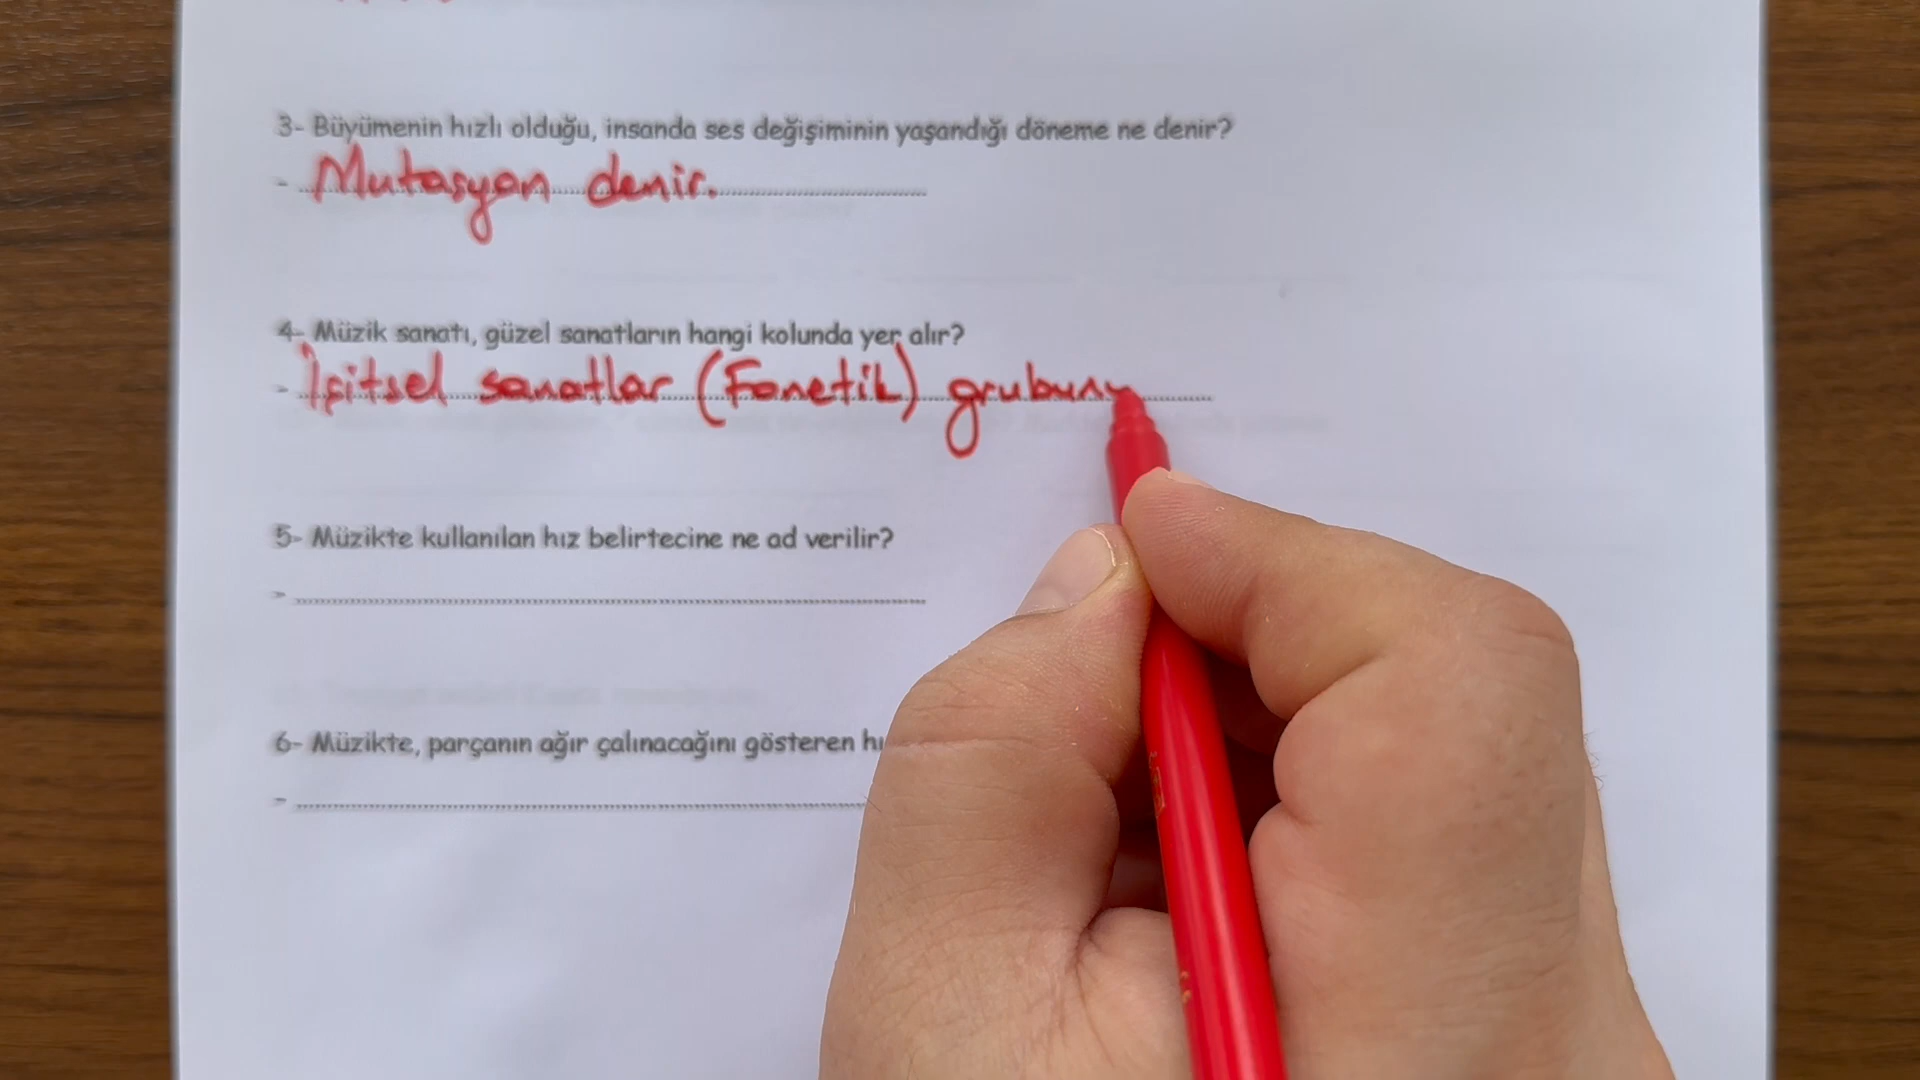 3- Büyümenin hızlı olduğu, insanda ses değişiminin yaşandığı döneme ne denir?
- Mutasyon denir.
4- Müzik sanatı, güzel sanatların hangi kolunda yer alır?
- İşitsel sanatlar (Fonetik)
5- Müzikte kullanılan hız belirtecine ne ad verilir?
-
6- Müzikte, parçanın ağır çalınacağını gösteren
-